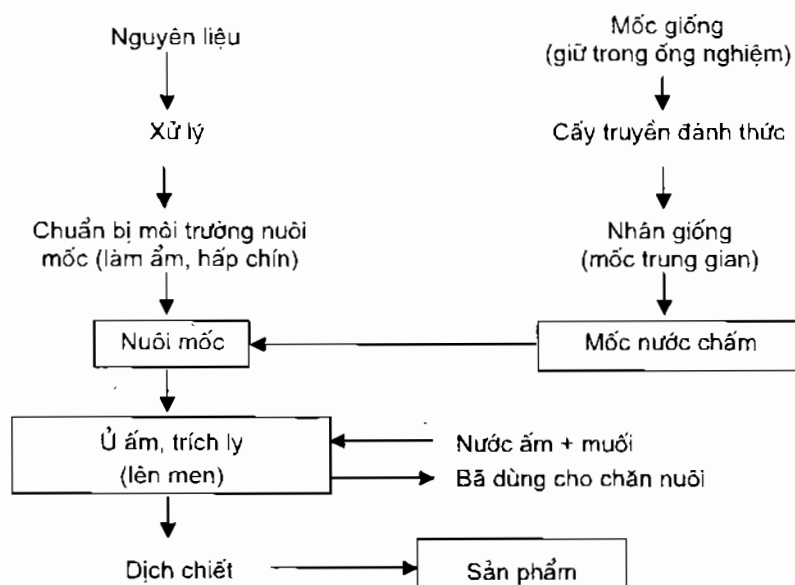 Nguyên liệu
Xử lý
Chuẩn bị môi trường nuôi
mốc (làm ẩm, hấp chín)
Nuôi mốc
Ủ ấm, trích ly
(lên men)
Dịch chiết
Mốc giống
(giữ trong ống nghiệm)
Cấy truyền đánh thức
Nhân giống
(mốc trung gian)
Mốc nước chấm
Nước ấm + muối
Bã dùng cho chăn nuôi
Sản phẩm